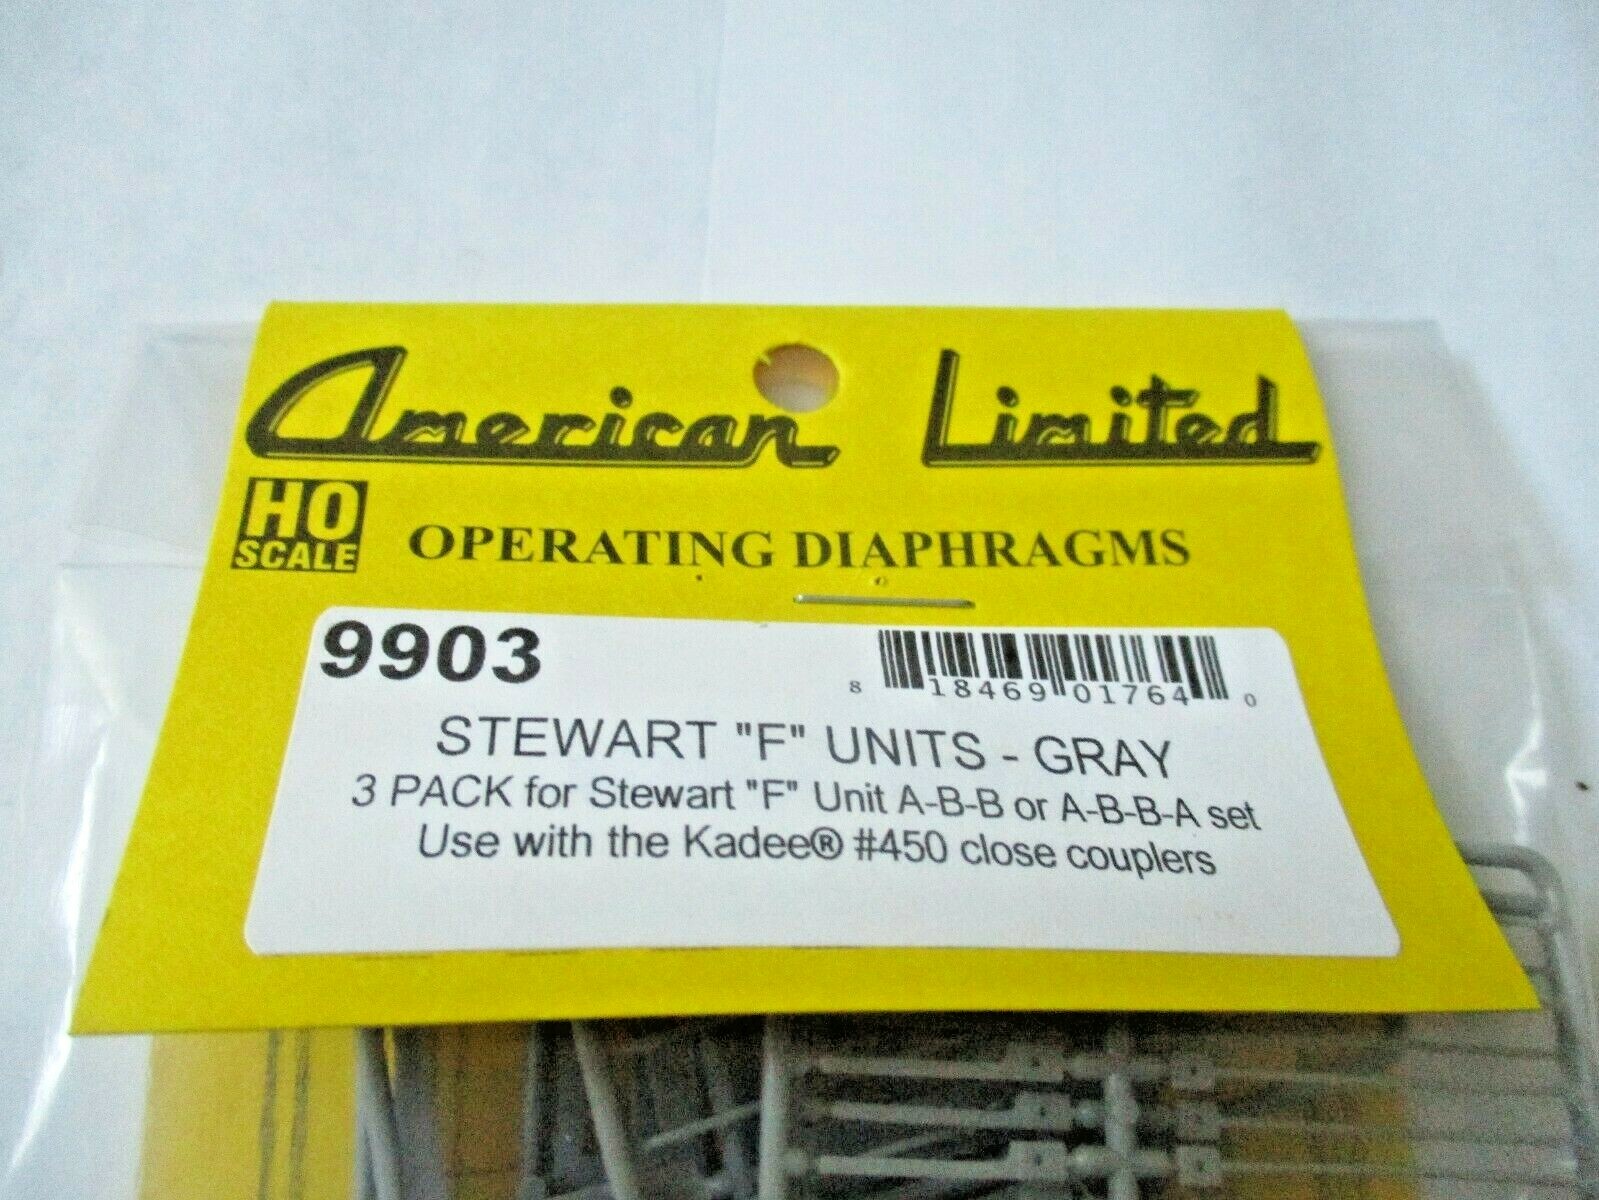 American Limited
HO
SCALE
OPERATING DIAPHRAGMS
9903
8 18469 01764 0
STEWART "F" UNITS - GRAY
3 PACK for Stewart "F" Unit A-B-B or A-B-B-A set
Use with the Kadee® #450 close couplers